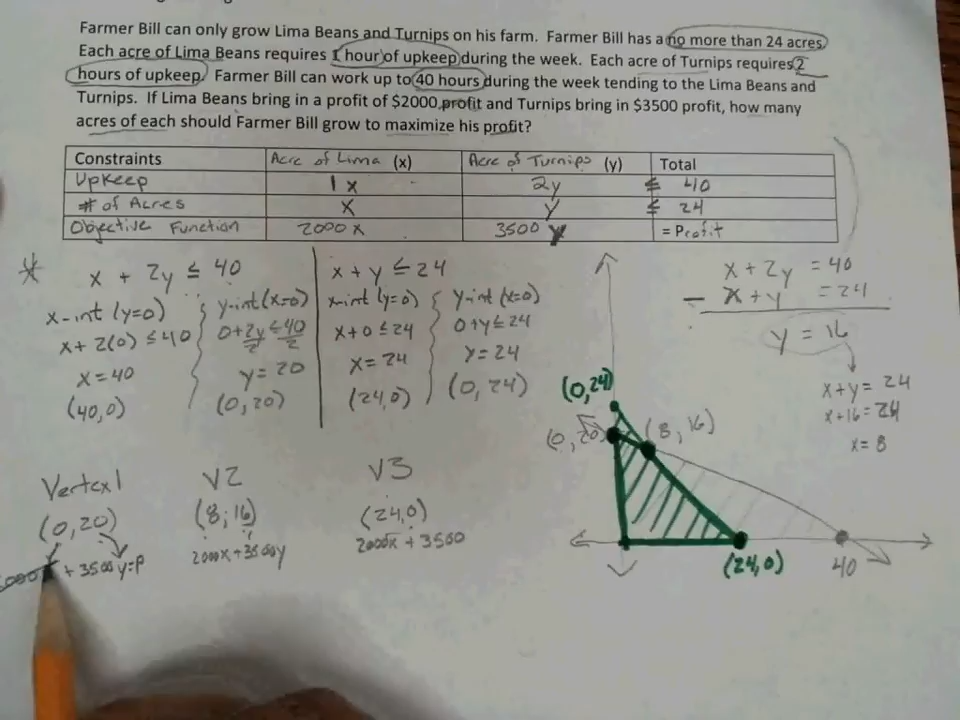 Farmer Bill can only grow Lima Beans and Turnips on his farm. Farmer Bill has a no more than 24 acres.
Each acre of Lima Beans requires 1 hour of upkeep during the week. Each acre of Turnips requires 2
hours of upkeep. Farmer Bill can work up to 40 hours during the week tending to the Lima Beans and
Turnips. If Lima Beans bring in a profit of $2000 profit and Turnips bring in $3500 profit, how many
acres of each should Farmer Bill grow to maximize his profit?
Constraints Acre of Lima (x) Acre of Turnips (y) Total
Upkeep 1x 2y ≤ 40
# of Acres x y ≤ 24
Objective Function 2000x 3500y = Profit
* x + 2y ≤ 40
x-int (y=0)
x + 2(0) ≤ 40
x = 40
(40,0)
y-int (x=0)
0+2y ≤ 40
2 2
y = 20
(0,20)
x + y ≤ 24
x-int (y=0)
x+0 ≤ 24
x = 24
(24,0)
y-int (x=0)
0+y ≤ 24
y = 24
(0,24)
x + 2y = 40
- x + y = 24
y = 16
x+y = 24
x+16 = 24
x = 8
(0,24)
(0,20)
(8,16)
(24,0)
40
Vertex 1
(0,20)
+ 3500y=P
V2
(8,16)
2000x+3500y
V3
(24,0)
2000x + 3500